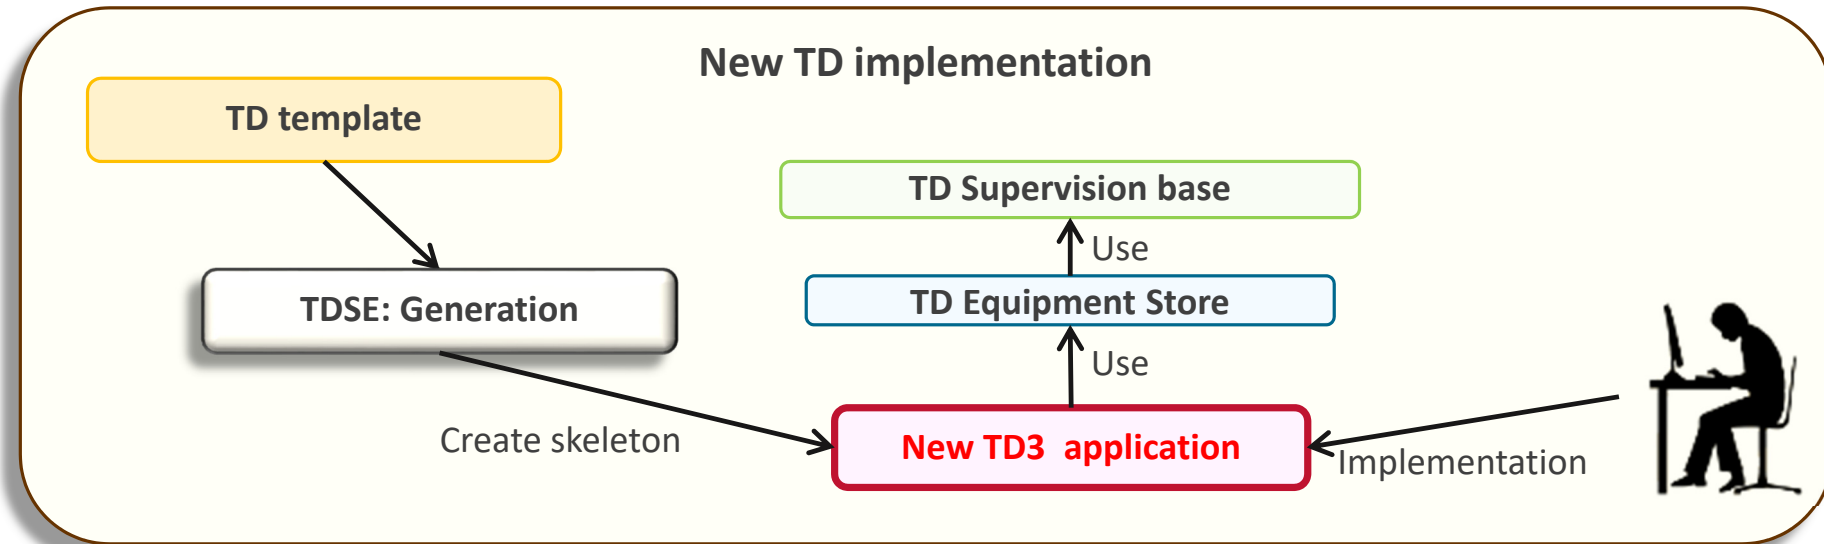 New TD implementation
TD template
TD Supervision base
Use
TDSE: Generation
TD Equipment Store
Use
Create skeleton
New TD3  application
Implementation